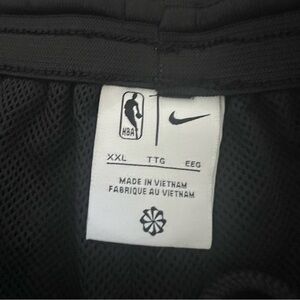 NBA
XXL TTG EEG
MADE IN VIETNAM
FABRIQUE AU VIETNAM